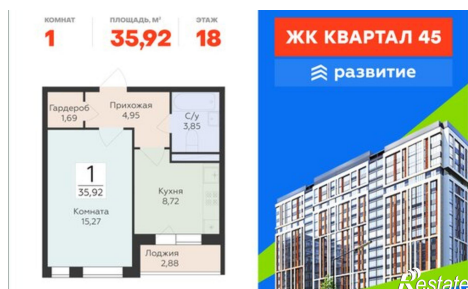 КОМНАТ
1
ПЛОЩАДЬ, М²
35,92
ЭТАЖ
18
Гардероб
1,69
Прихожая
4,95
С/у
3,85
1
35,92
Комната
15,27
Кухня
8,72
Лоджия
2,88
ЖК КВАРТАЛ 45
развитие
Restate